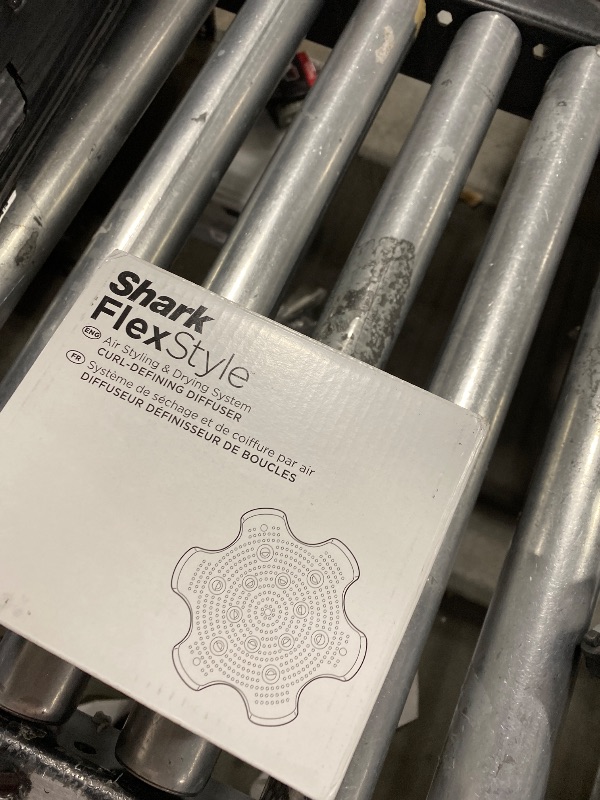 Shark
FlexStyle™
ENG Air Styling & Drying System
CURL-DEFINING DIFFUSER
FR Système de séchage et de coiffure par air
DIFFUSEUR DÉFINISSEUR DE BOUCLES